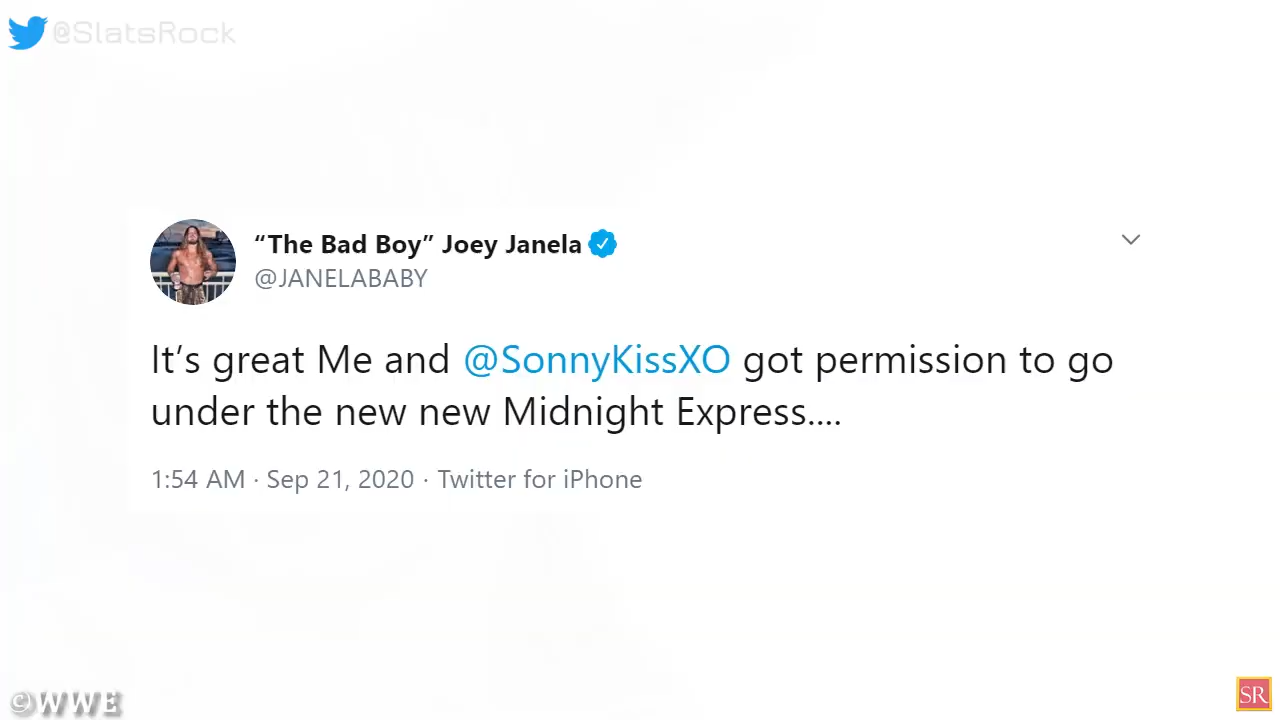 @SlatsRock
“The Bad Boy” Joey Janela
@JANELABABY
It’s great Me and @SonnyKissXO got permission to go
under the new new Midnight Express....
1:54 AM · Sep 21, 2020 · Twitter for iPhone
©WWE
SR